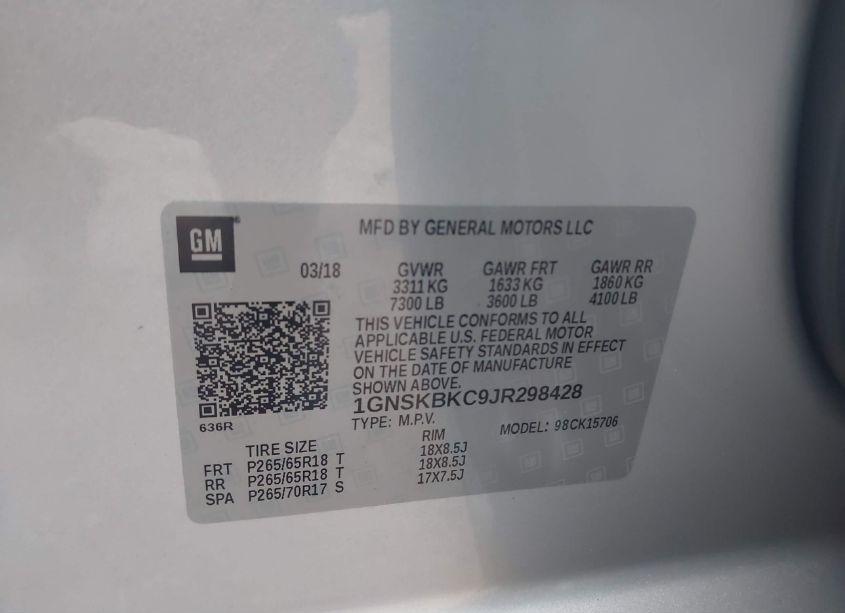 GM
MFD BY GENERAL MOTORS LLC
03/18 GVWR GAWR FRT GAWR RR
3311 KG 1633 KG 1860 KG
7300 LB 3600 LB 4100 LB
THIS VEHICLE CONFORMS TO ALL
APPLICABLE U.S. FEDERAL MOTOR
VEHICLE SAFETY STANDARDS IN EFFECT
ON THE DATE OF MANUFACTURE
SHOWN ABOVE.
1GNSKBKC9JR298428
636R
TYPE: M.P.V. MODEL: 98CK15706
TIRE SIZE RIM
FRT P265/65R18 T 18X8.5J
RR P265/65R18 T 18X8.5J
SPA P265/70R17 S 17X7.5J